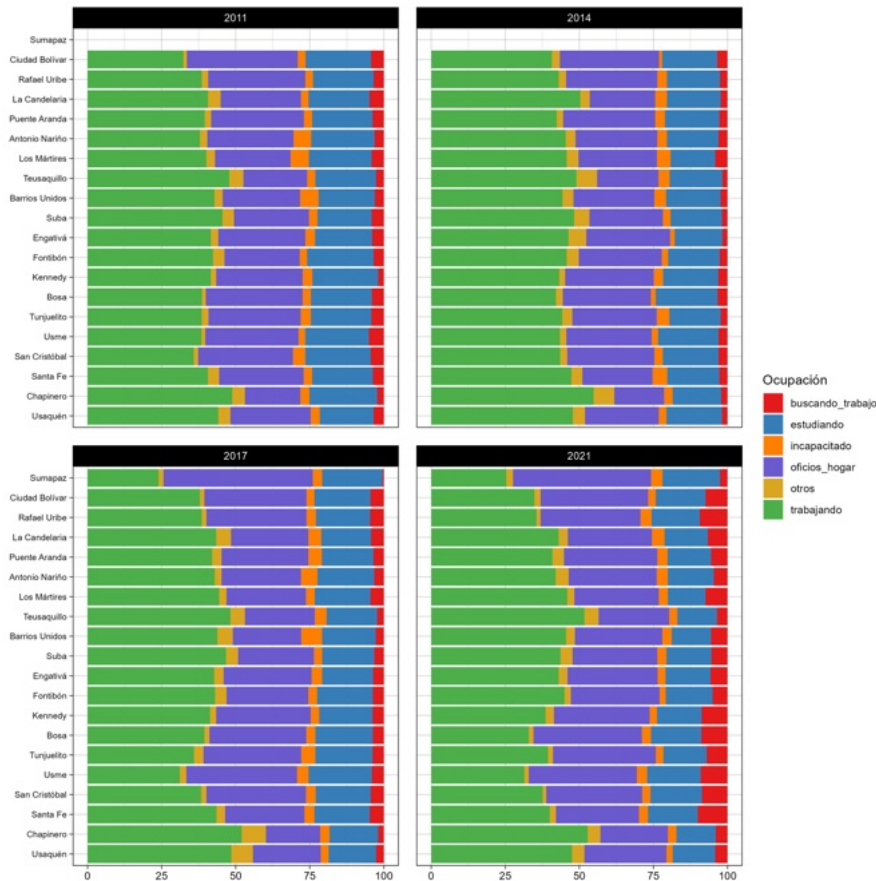 2011
2014
Sumapaz
Ciudad Bolívar
Rafael Uribe
La Candelaria
Puente Aranda
Antonio Nariño
Los Mártires
Teusaquillo
Barrios Unidos
Suba
Engativá
Fontibón
Kennedy
Bosa
Tunjuelito
Usme
San Cristóbal
Santa Fe
Chapinero
Usaquén
2017
2021
Sumapaz
Ciudad Bolívar
Rafael Uribe
La Candelaria
Puente Aranda
Antonio Nariño
Los Mártires
Teusaquillo
Barrios Unidos
Suba
Engativá
Fontibón
Kennedy
Bosa
Tunjuelito
Usme
San Cristóbal
Santa Fe
Chapinero
Usaquén
0 25 50 75 100
0 25 50 75 100
Ocupación
buscando_trabajo
estudiando
incapacitado
oficios_hogar
otros
trabajando